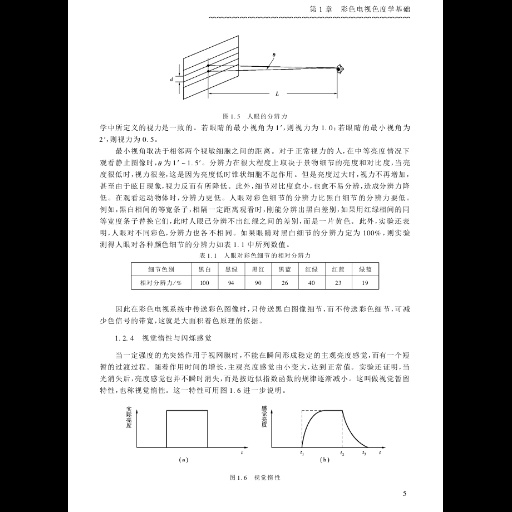 第 1 章　彩色电视色度学基础
d
θ
L
图 1.5　人眼的分辨力
学中所定义的视力是一致的。若眼睛的最小视角为 1′,则视力为 1.0;若眼睛的最小视角为
2′,则视力为 0.5。
最小视角取决于相邻两个视敏细胞之间的距离。对于正常视力的人,在中等亮度情况下
观看静止图像时,θ为 1′~1.5′。分辨力在很大程度上取决于景物细节的亮度和对比度,当亮
度很低时,视力很差,这是因为亮度低时锥状细胞不起作用。但是亮度过大时,视力不再增加,
甚至由于眩目现象,视力反而有所降低。此外,细节对比度愈小,也愈不易分辨,造成分辨力降
低。在观看运动物体时,分辨力更低。人眼对彩色细节的分辨力比黑白细节的分辨力要低。
例如,黑白相间的等宽条子,相隔一定距离观看时,刚能分辨出黑白差别,如果用红绿相间的同
等宽度条子替换它们,此时人眼已分辨不出红绿之间的差别,而是一片黄色。此外,实验还表
明,人眼对不同彩色,分辨力也各不相同。如果眼睛对黑白细节的分辨力定为 100%,则实验
测得人眼对各种颜色细节的分辨力如表 1.1 中所列数值。
表 1.1　人眼对彩色细节的相对分辨力
细节色别　黑白　黑绿　黑红　黑蓝　红绿　红蓝　绿蓝
相对分辨力/%　100　94　90　26　40　23　19
因此在彩色电视系统中传送彩色图像时,只传送黑白图像细节,而不传送彩色细节,可减
少色信号的带宽,这就是大面积着色原理的依据。
1.2.4　视觉惰性与闪烁感觉
当一定强度的光突然作用于视网膜时,不能在瞬间形成稳定的主观亮度感觉,而有一个短
暂的过渡过程。随着作用时间的增长,主观亮度感觉由小变大,达到正常值。实验还证明,当
光消失后,亮度感觉也并不瞬时消失,而是按近似指数函数的规律逐渐减小。这叫做视觉暂留
特性,也称视觉惰性。这一特性可用图 1.6 进一步说明。
实际亮度
t
(a)
感觉亮度
t1 t2 t3 t
(b)
图 1.6　视觉惰性
5